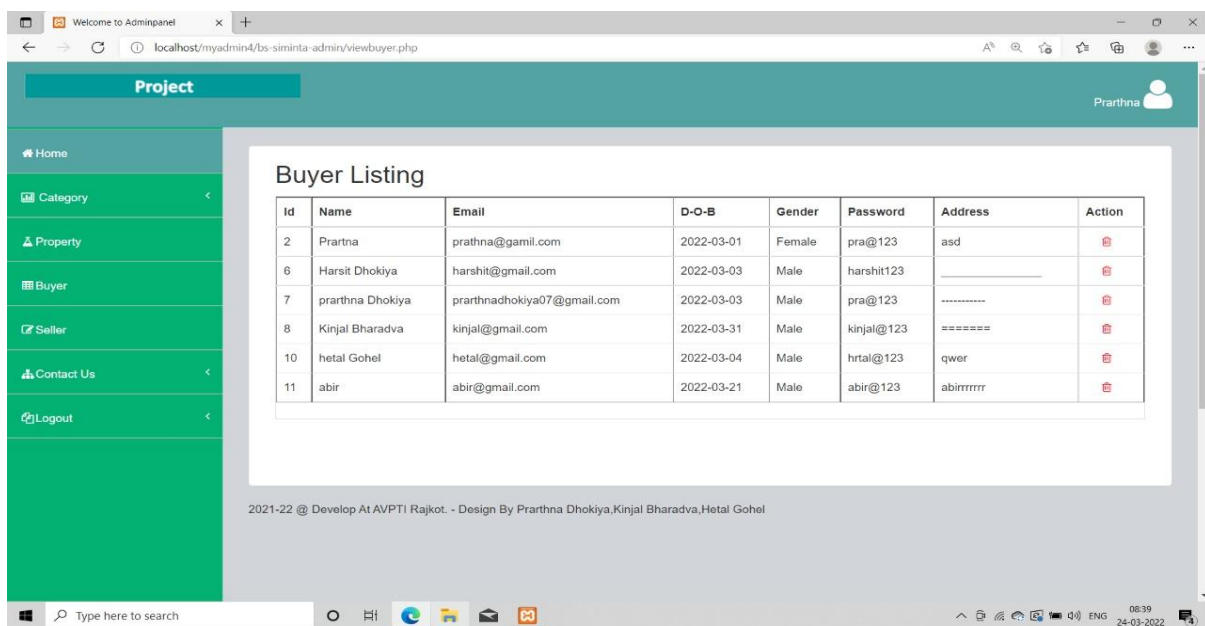 Welcome to Adminpanel
localhost/myadmin4/bs-siminta-admin/viewbuyer.php
Project
Prarthna
Home
Category
Property
Buyer
Seller
Contact Us
Logout
Buyer Listing
Id Name Email D-O-B Gender Password Address Action
2 Prartna prathna@gamil.com 2022-03-01 Female pra@123 asd
6 Harsit Dhokiya harshit@gmail.com 2022-03-03 Male harshit123 __________________
7 prarthna Dhokiya prarthnadhokiya07@gmail.com 2022-03-03 Male pra@123 -----------
8 Kinjal Bharadva kinjal@gmail.com 2022-03-31 Male kinjal@123 =======
10 hetal Gohel hetal@gmail.com 2022-03-04 Male hrtal@123 qwer
11 abir abir@gmail.com 2022-03-21 Male abir@123 abirrrrrrr
2021-22 @ Develop At AVPTI Rajkot. - Design By Prarthna Dhokiya,Kinjal Bharadva,Hetal Gohel
Type here to search
ENG
08:39
24-03-2022
4